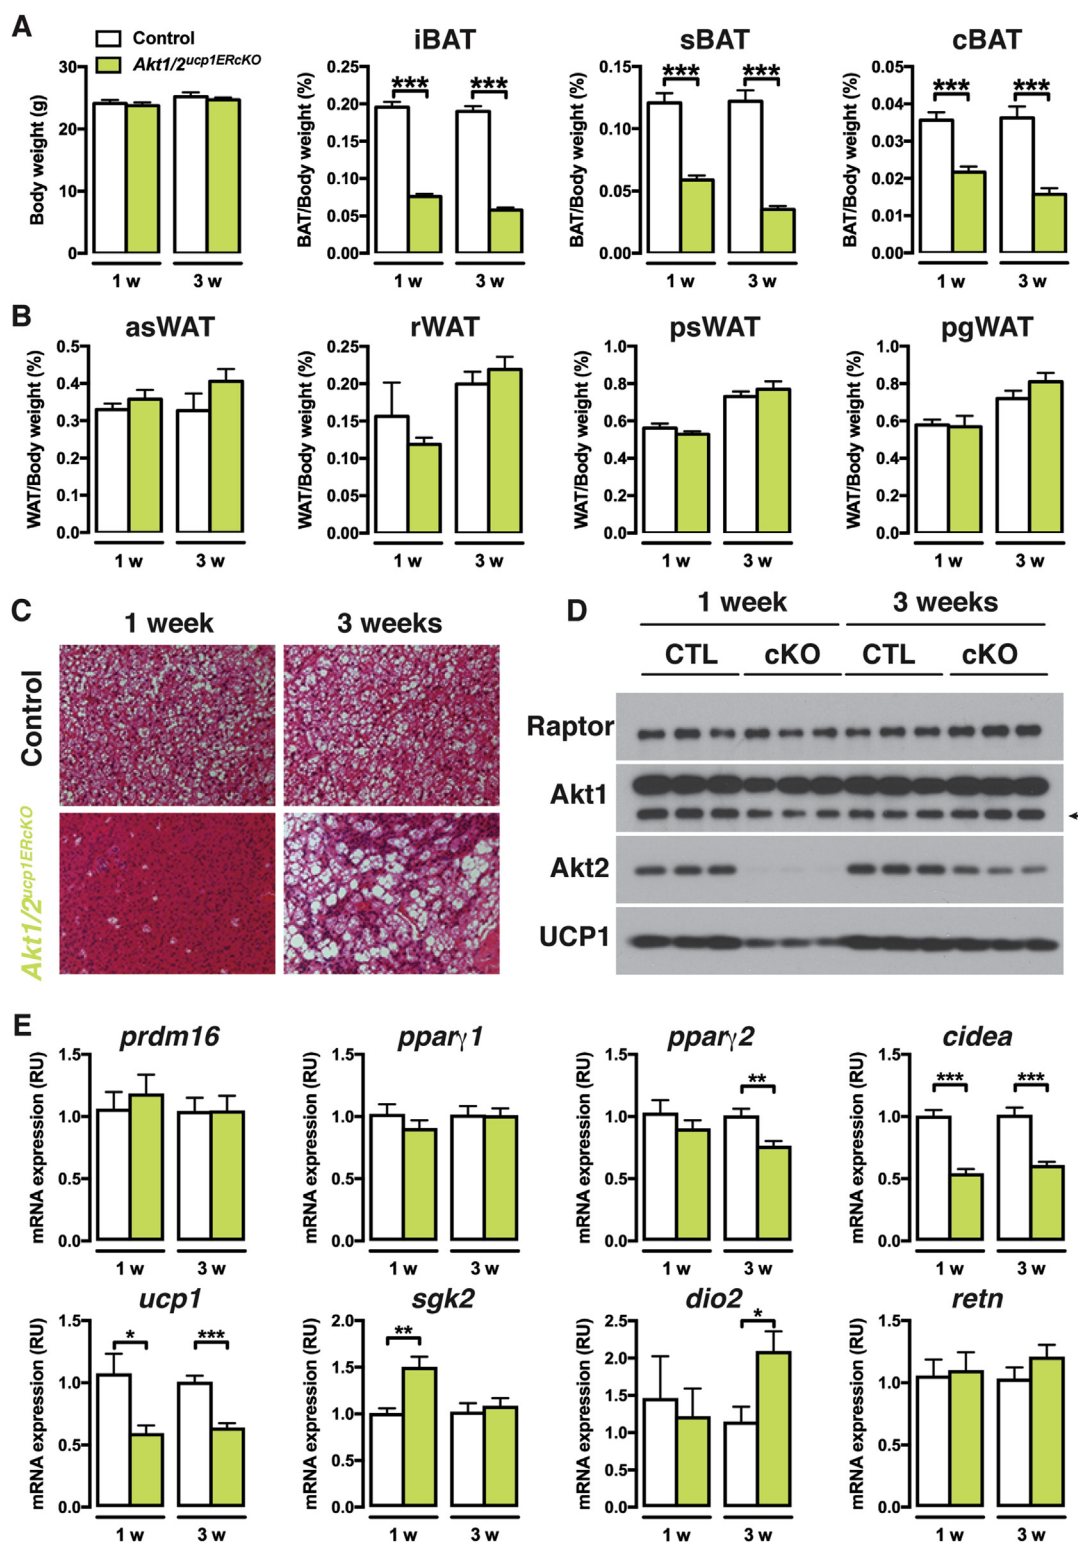 A
Control
Akt1/2ucp1ERcKO
iBAT
sBAT
cBAT
Body weight (g)
30
20
10
0
1 w
3 w
BAT/Body weight (%)
0.25
0.20
0.15
0.10
0.05
0.00
***
***
1 w
3 w
BAT/Body weight (%)
0.15
0.10
0.05
0.00
***
***
1 w
3 w
BAT/Body weight (%)
0.05
0.04
0.03
0.02
0.01
0.00
***
***
1 w
3 w
B
asWAT
WAT/Body weight (%)
0.5
0.4
0.3
0.2
0.1
0.0
1 w
3 w
rWAT
WAT/Body weight (%)
0.25
0.20
0.15
0.10
0.05
0.00
1 w
3 w
psWAT
WAT/Body weight (%)
1.0
0.8
0.6
0.4
0.2
0.0
1 w
3 w
pgWAT
WAT/Body weight (%)
1.0
0.8
0.6
0.4
0.2
0.0
1 w
3 w
C
1 week
3 weeks
Control
Akt1/2ucp1ERcKO
D
1 week
3 weeks
CTL
cKO
CTL
cKO
Raptor
Akt1
Akt2
UCP1
E
prdm16
mRNA expression (RU)
1.5
1.0
0.5
0.0
1 w
3 w
pparγ1
mRNA expression (RU)
1.5
1.0
0.5
0.0
1 w
3 w
pparγ2
mRNA expression (RU)
1.5
1.0
0.5
0.0
**
1 w
3 w
cidea
mRNA expression (RU)
1.5
1.0
0.5
0.0
***
***
1 w
3 w
ucp1
mRNA expression (RU)
1.5
1.0
0.5
0.0
*
***
1 w
3 w
sgk2
mRNA expression (RU)
2.0
1.5
1.0
0.5
0.0
**
1 w
3 w
dio2
mRNA expression (RU)
2.5
2.0
1.5
1.0
0.5
0.0
*
1 w
3 w
retn
mRNA expression (RU)
1.5
1.0
0.5
0.0
1 w
3 w